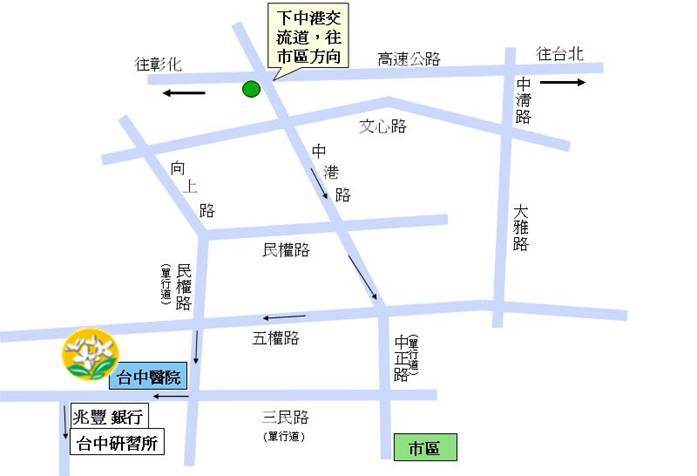 下中港交
流道，往
市區方向
往彰化
高速公路
往台北
中清路
文心路
中港路
向上路
大雅路
民權路
民權路
(單行道)
五權路
中正路
(單行道)
台中醫院
三民路
(單行道)
兆豐 銀行
台中研習所
市區